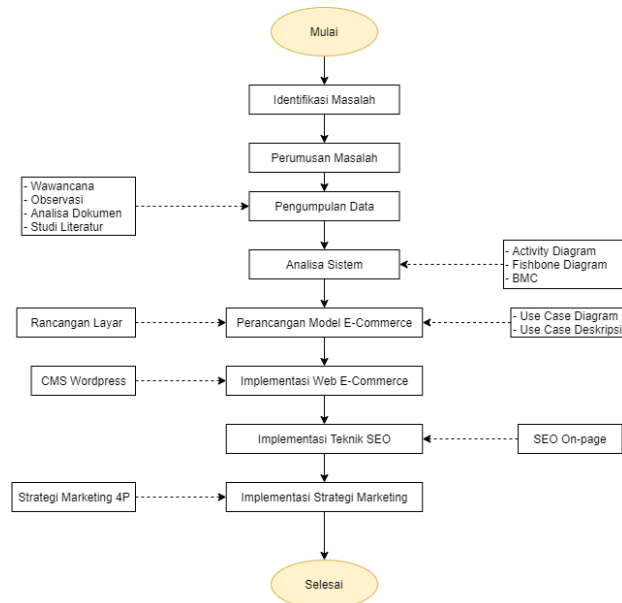 Mulai
Identifikasi Masalah
Perumusan Masalah
- Wawancana
- Observasi
- Analisa Dokumen
- Studi Literatur
Pengumpulan Data
Analisa Sistem
- Activity Diagram
- Fishbone Diagram
- BMC
Rancangan Layar
Perancangan Model E-Commerce
- Use Case Diagram
- Use Case Deskripsi
CMS Wordpress
Implementasi Web E-Commerce
Implementasi Teknik SEO
SEO On-page
Strategi Marketing 4P
Implementasi Strategi Marketing
Selesai